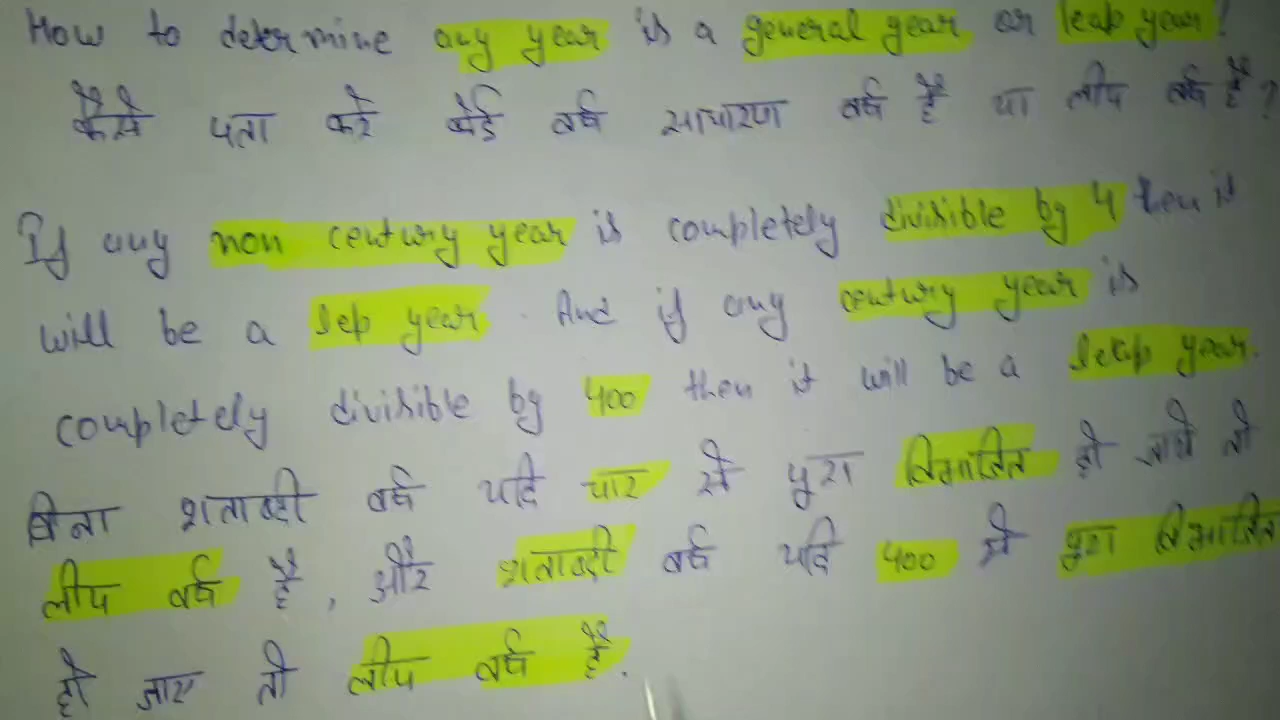 How to determine any year is a general year or leap year?
कैसे पता करे कोई वर्ष साधारण वर्ष है या लीप वर्ष है?
If any non century year is completely divisible by 4 then it
will be a lep year. And if any century year is
completely divisible by 400 then it will be a leap year.
बिना शताब्दी वर्ष यदि चार से पूरा विभाजित हो जाये तो
लीप वर्ष है, और शताब्दी वर्ष यदि 400 से पूरा विभाजित
हो जाए तो लीप वर्ष है.